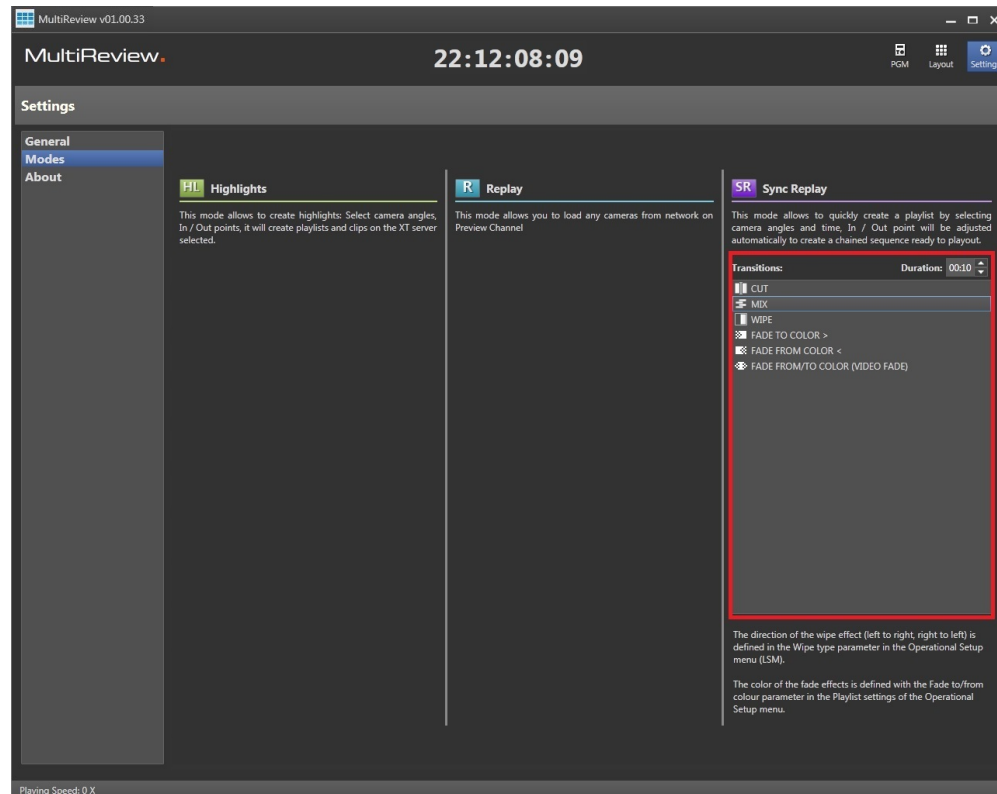 MultiReview v01.00.33
MultiReview.
22:12:08:09
PGM
Layout
Setting
Settings
General
Modes
About
HL Highlights
This mode allows to create highlights: Select camera angles,
In / Out points, it will create playlists and clips on the XT server
selected.
R Replay
This mode allows you to load any cameras from network on
Preview Channel
SR Sync Replay
This mode allows to quickly create a playlist by selecting
camera angles and time, In / Out point will be adjusted
automatically to create a chained sequence ready to playout.
Transitions: Duration: 00:10
CUT
MIX
WIPE
FADE TO COLOR >
FADE FROM COLOR <
FADE FROM/TO COLOR (VIDEO FADE)
The direction of the wipe effect (left to right, right to left) is
defined in the Wipe type parameter in the Operational Setup
menu (LSM).
The color of the fade effects is defined with the Fade to/from
colour parameter in the Playlist settings of the Operational
Setup menu.
Playing Speed: 0 X